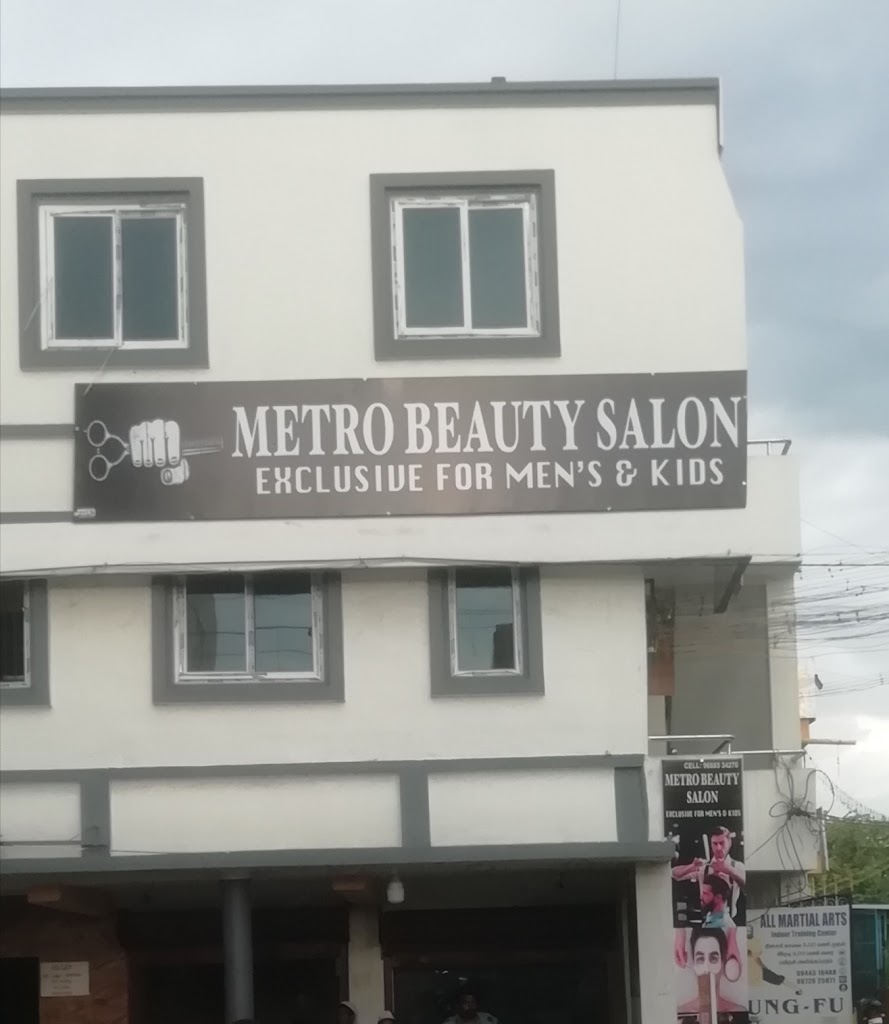 METRO BEAUTY SALON
EXCLUSIVE FOR MEN'S & KIDS
METRO BEAUTY
SALON
EXCLUSIVE FOR MEN'S & KIDS
ALL MARTIAL ARTS
Indoor Training Center
UNG-FU